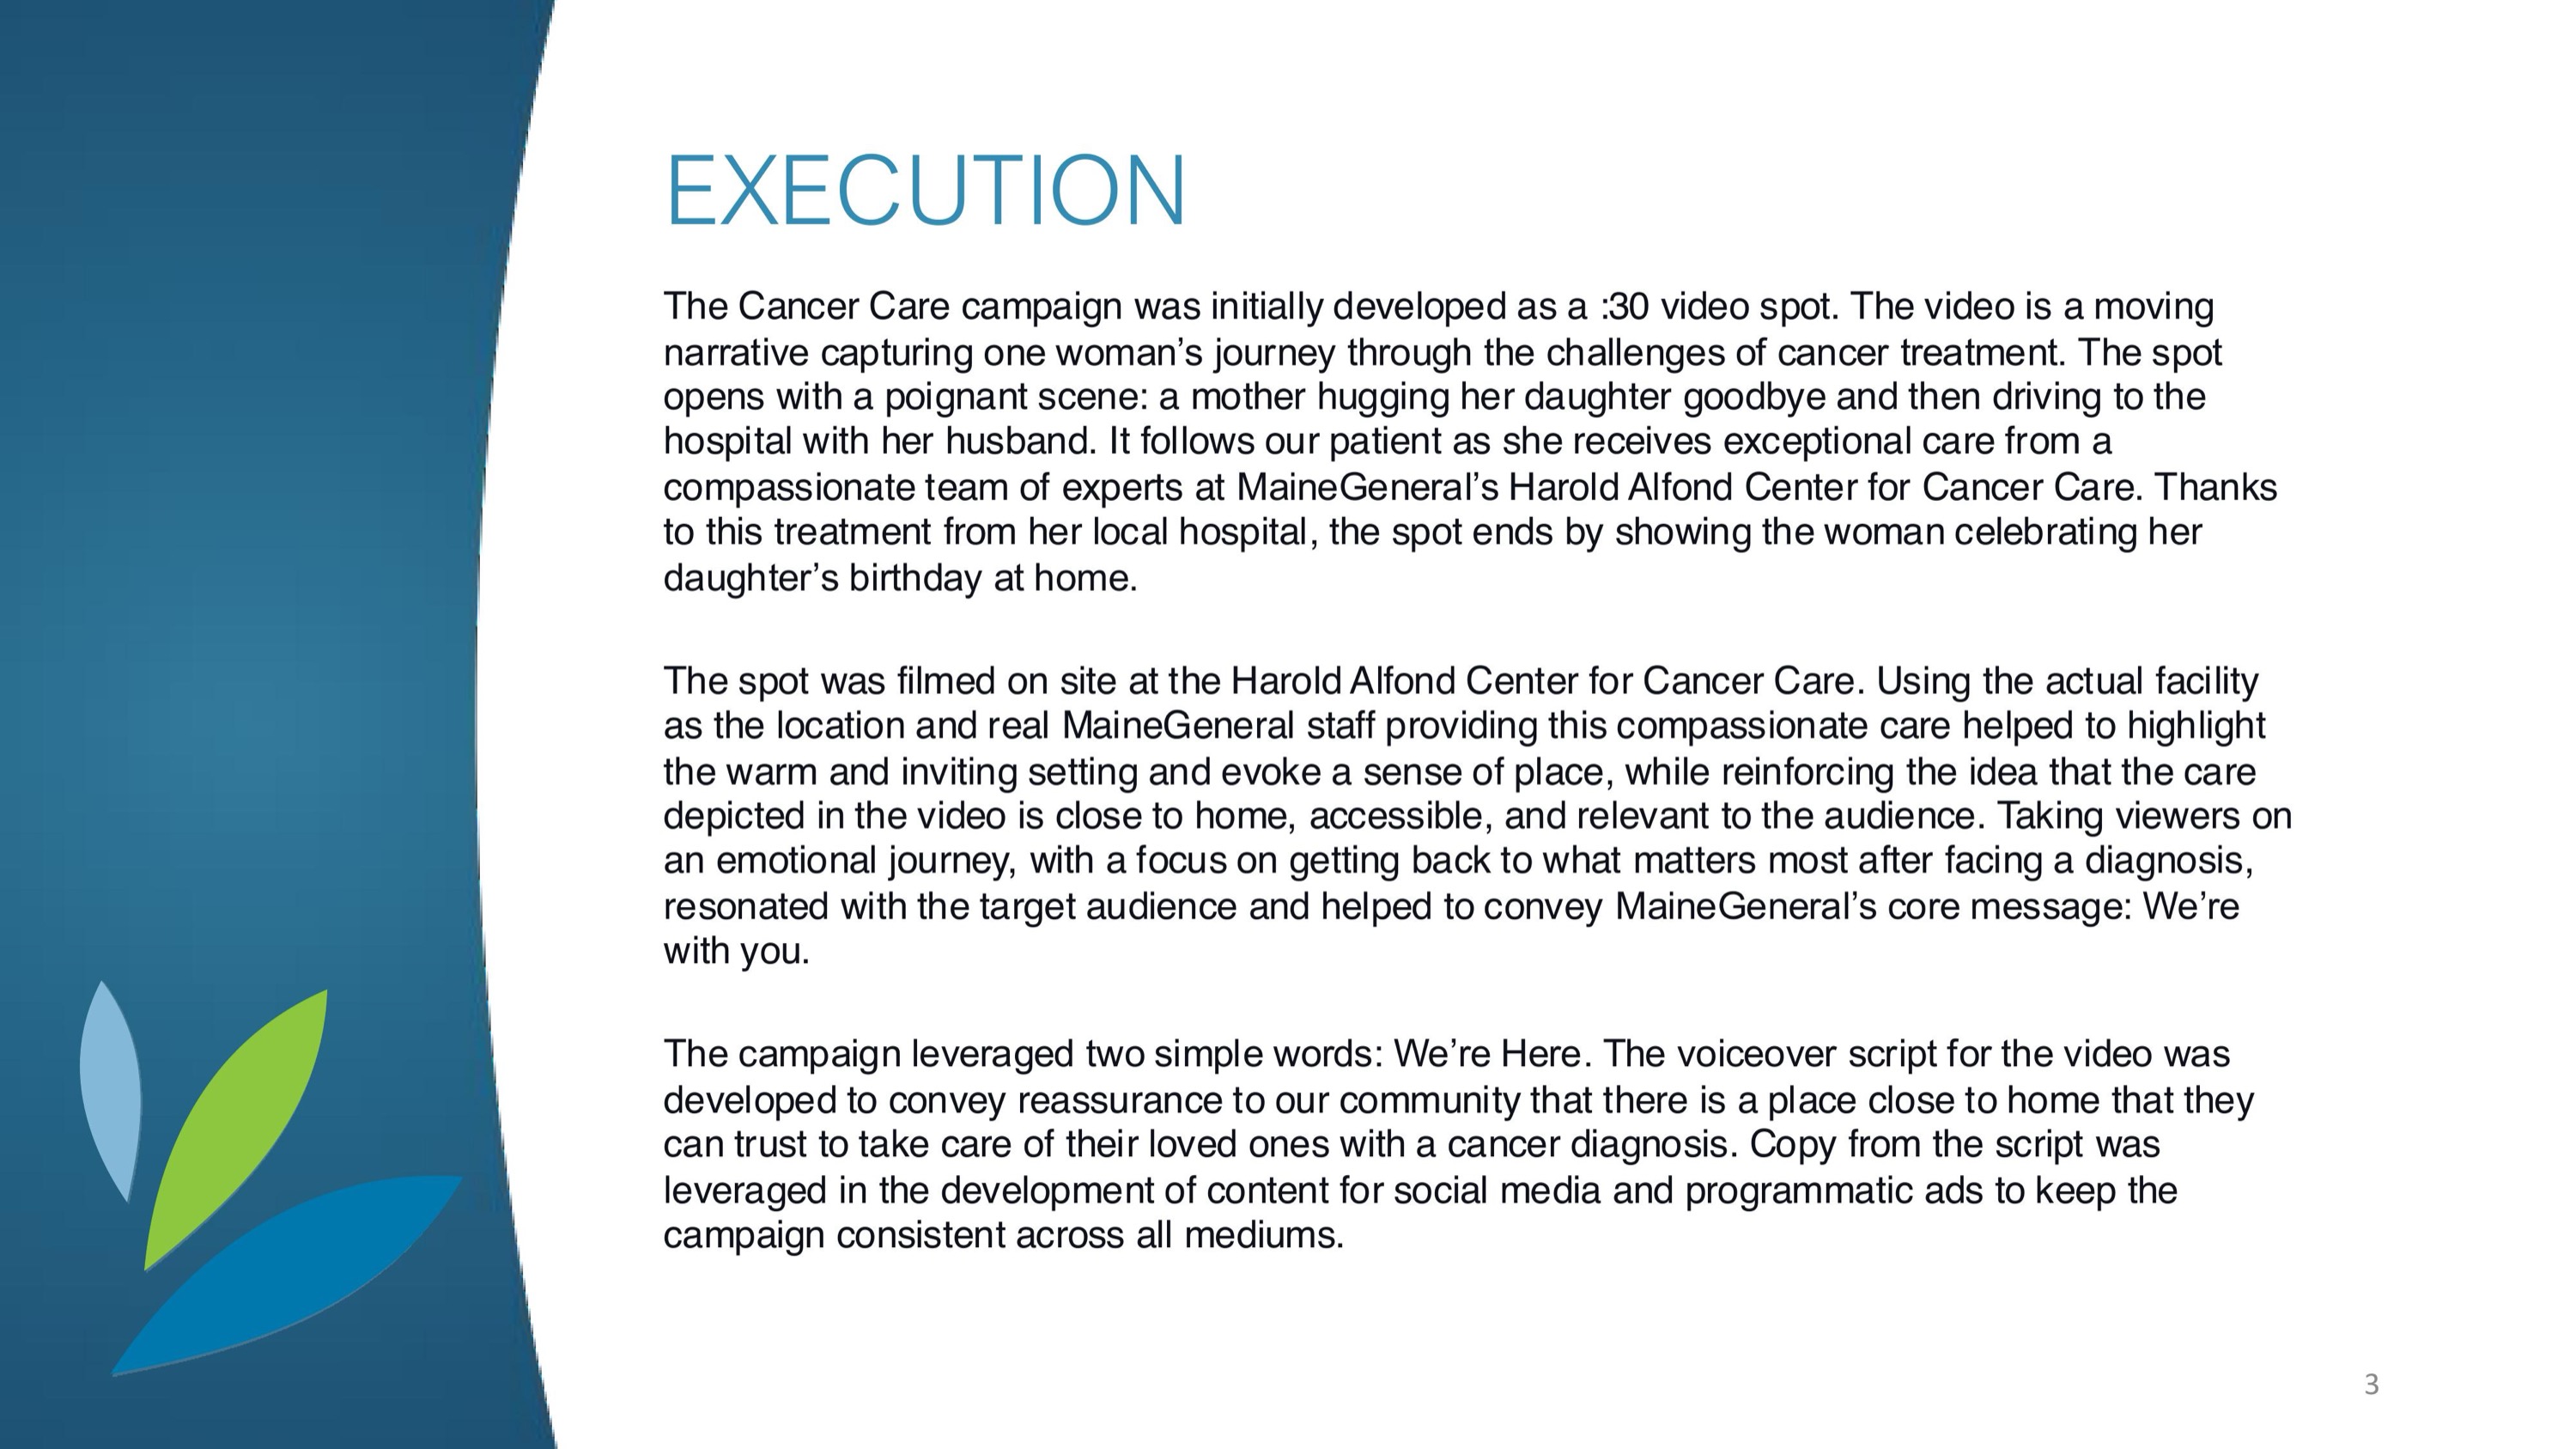 EXECUTION
The Cancer Care campaign was initially developed as a :30 video spot. The video is a moving
narrative capturing one woman’s journey through the challenges of cancer treatment. The spot
opens with a poignant scene: a mother hugging her daughter goodbye and then driving to the
hospital with her husband. It follows our patient as she receives exceptional care from a
compassionate team of experts at MaineGeneral’s Harold Alfond Center for Cancer Care. Thanks
to this treatment from her local hospital, the spot ends by showing the woman celebrating her
daughter’s birthday at home.
The spot was filmed on site at the Harold Alfond Center for Cancer Care. Using the actual facility
as the location and real MaineGeneral staff providing this compassionate care helped to highlight
the warm and inviting setting and evoke a sense of place, while reinforcing the idea that the care
depicted in the video is close to home, accessible, and relevant to the audience. Taking viewers on
an emotional journey, with a focus on getting back to what matters most after facing a diagnosis,
resonated with the target audience and helped to convey MaineGeneral’s core message: We’re
with you.
The campaign leveraged two simple words: We’re Here. The voiceover script for the video was
developed to convey reassurance to our community that there is a place close to home that they
can trust to take care of their loved ones with a cancer diagnosis. Copy from the script was
leveraged in the development of content for social media and programmatic ads to keep the
campaign consistent across all mediums.
3